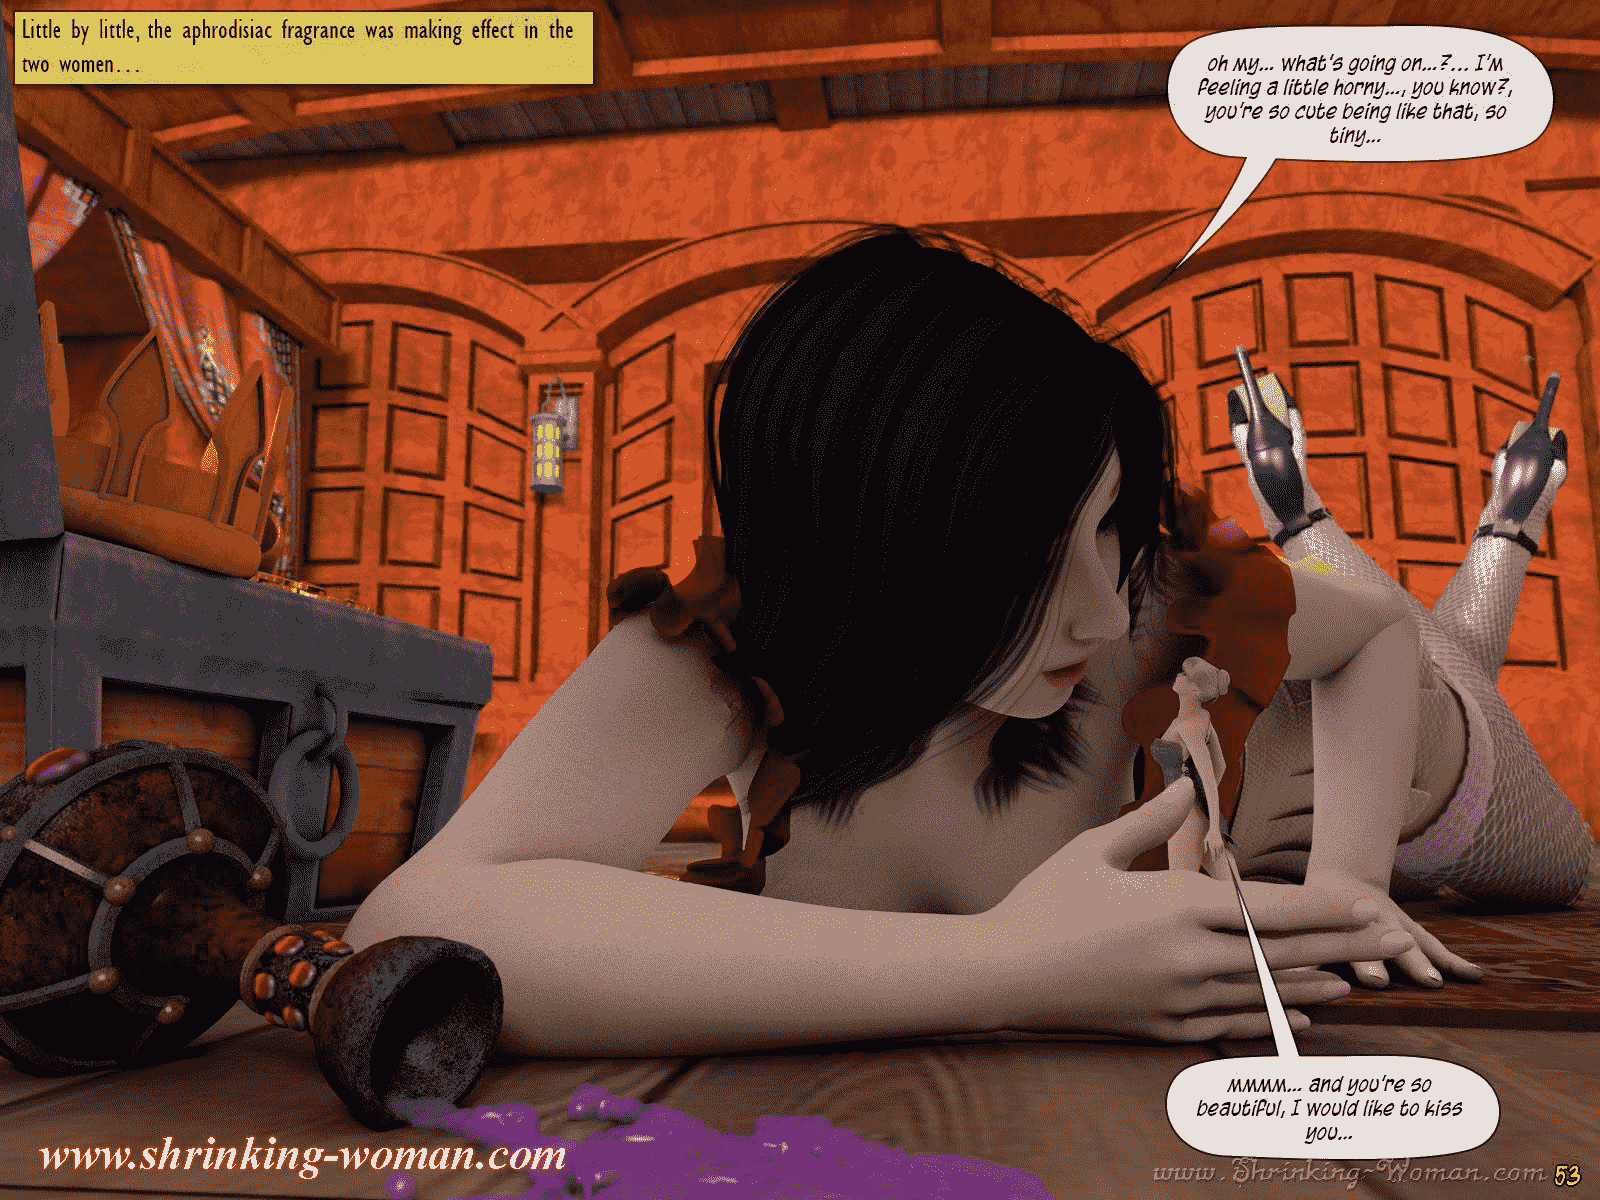 Little by little, the aphrodisiac fragrance was making effect in the
two women...
oh my... what's going on...?... I'm
feeling a little horny..., you know?,
you're so cute being like that, so
tiny...
MMMM... and you're so
beautiful, I would like to kiss
you...
www.shrinking-woman.com
www.Shrinking-Woman.com 53